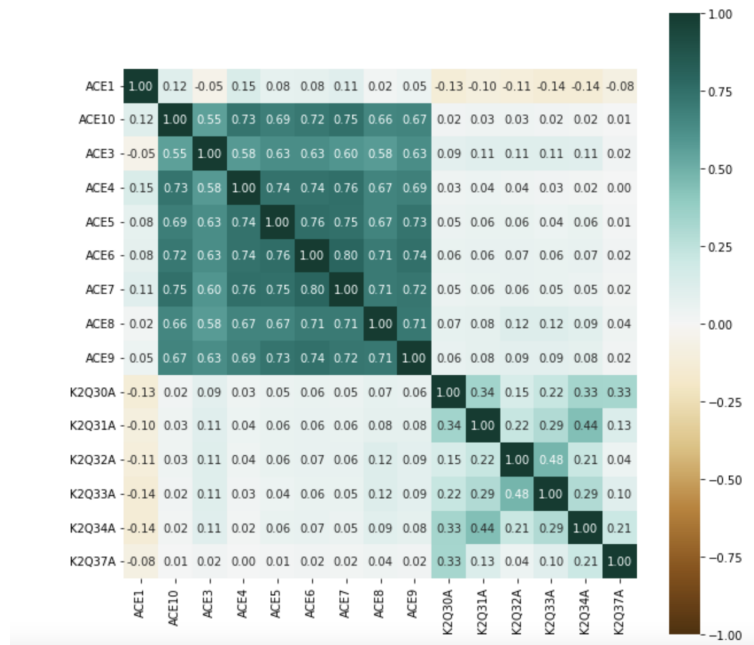 1.00
ACE1 1.00 0.12 -0.05 0.15 0.08 0.08 0.11 0.02 0.05 -0.13 -0.10 -0.11 -0.14 -0.14 -0.08
ACE10 0.12 1.00 0.55 0.73 0.69 0.72 0.75 0.66 0.67 0.02 0.03 0.03 0.02 0.02 0.01
0.75
ACE3 -0.05 0.55 1.00 0.58 0.63 0.63 0.60 0.58 0.63 0.09 0.11 0.11 0.11 0.11 0.02
ACE4 0.15 0.73 0.58 1.00 0.74 0.74 0.76 0.67 0.69 0.03 0.04 0.04 0.03 0.02 0.00
0.50
ACE5 0.08 0.69 0.63 0.74 1.00 0.76 0.75 0.67 0.73 0.05 0.06 0.06 0.04 0.06 0.01
ACE6 0.08 0.72 0.63 0.74 0.76 1.00 0.80 0.71 0.74 0.06 0.06 0.07 0.06 0.07 0.02
0.25
ACE7 0.11 0.75 0.60 0.76 0.75 0.80 1.00 0.71 0.72 0.05 0.06 0.06 0.05 0.05 0.02
ACE8 0.02 0.66 0.58 0.67 0.67 0.71 0.71 1.00 0.71 0.07 0.08 0.12 0.12 0.09 0.04
0.00
ACE9 0.05 0.67 0.63 0.69 0.73 0.74 0.72 0.71 1.00 0.06 0.08 0.09 0.09 0.08 0.02
K2Q30A -0.13 0.02 0.09 0.03 0.05 0.06 0.05 0.07 0.06 1.00 0.34 0.15 0.22 0.33 0.33
-0.25
K2Q31A -0.10 0.03 0.11 0.04 0.06 0.06 0.06 0.08 0.08 0.34 1.00 0.22 0.29 0.44 0.13
K2Q32A -0.11 0.03 0.11 0.04 0.06 0.07 0.06 0.12 0.09 0.15 0.22 1.00 0.48 0.21 0.04
-0.50
K2Q33A -0.14 0.02 0.11 0.03 0.04 0.06 0.05 0.12 0.09 0.22 0.29 0.48 1.00 0.29 0.10
K2Q34A -0.14 0.02 0.11 0.02 0.06 0.07 0.05 0.09 0.08 0.33 0.44 0.21 0.29 1.00 0.21
-0.75
K2Q37A -0.08 0.01 0.02 0.00 0.01 0.02 0.02 0.04 0.02 0.33 0.13 0.04 0.10 0.21 1.00
ACE1 ACE10 ACE3 ACE4 ACE5 ACE6 ACE7 ACE8 ACE9 K2Q30A K2Q31A K2Q32A K2Q33A K2Q34A K2Q37A
-1.00